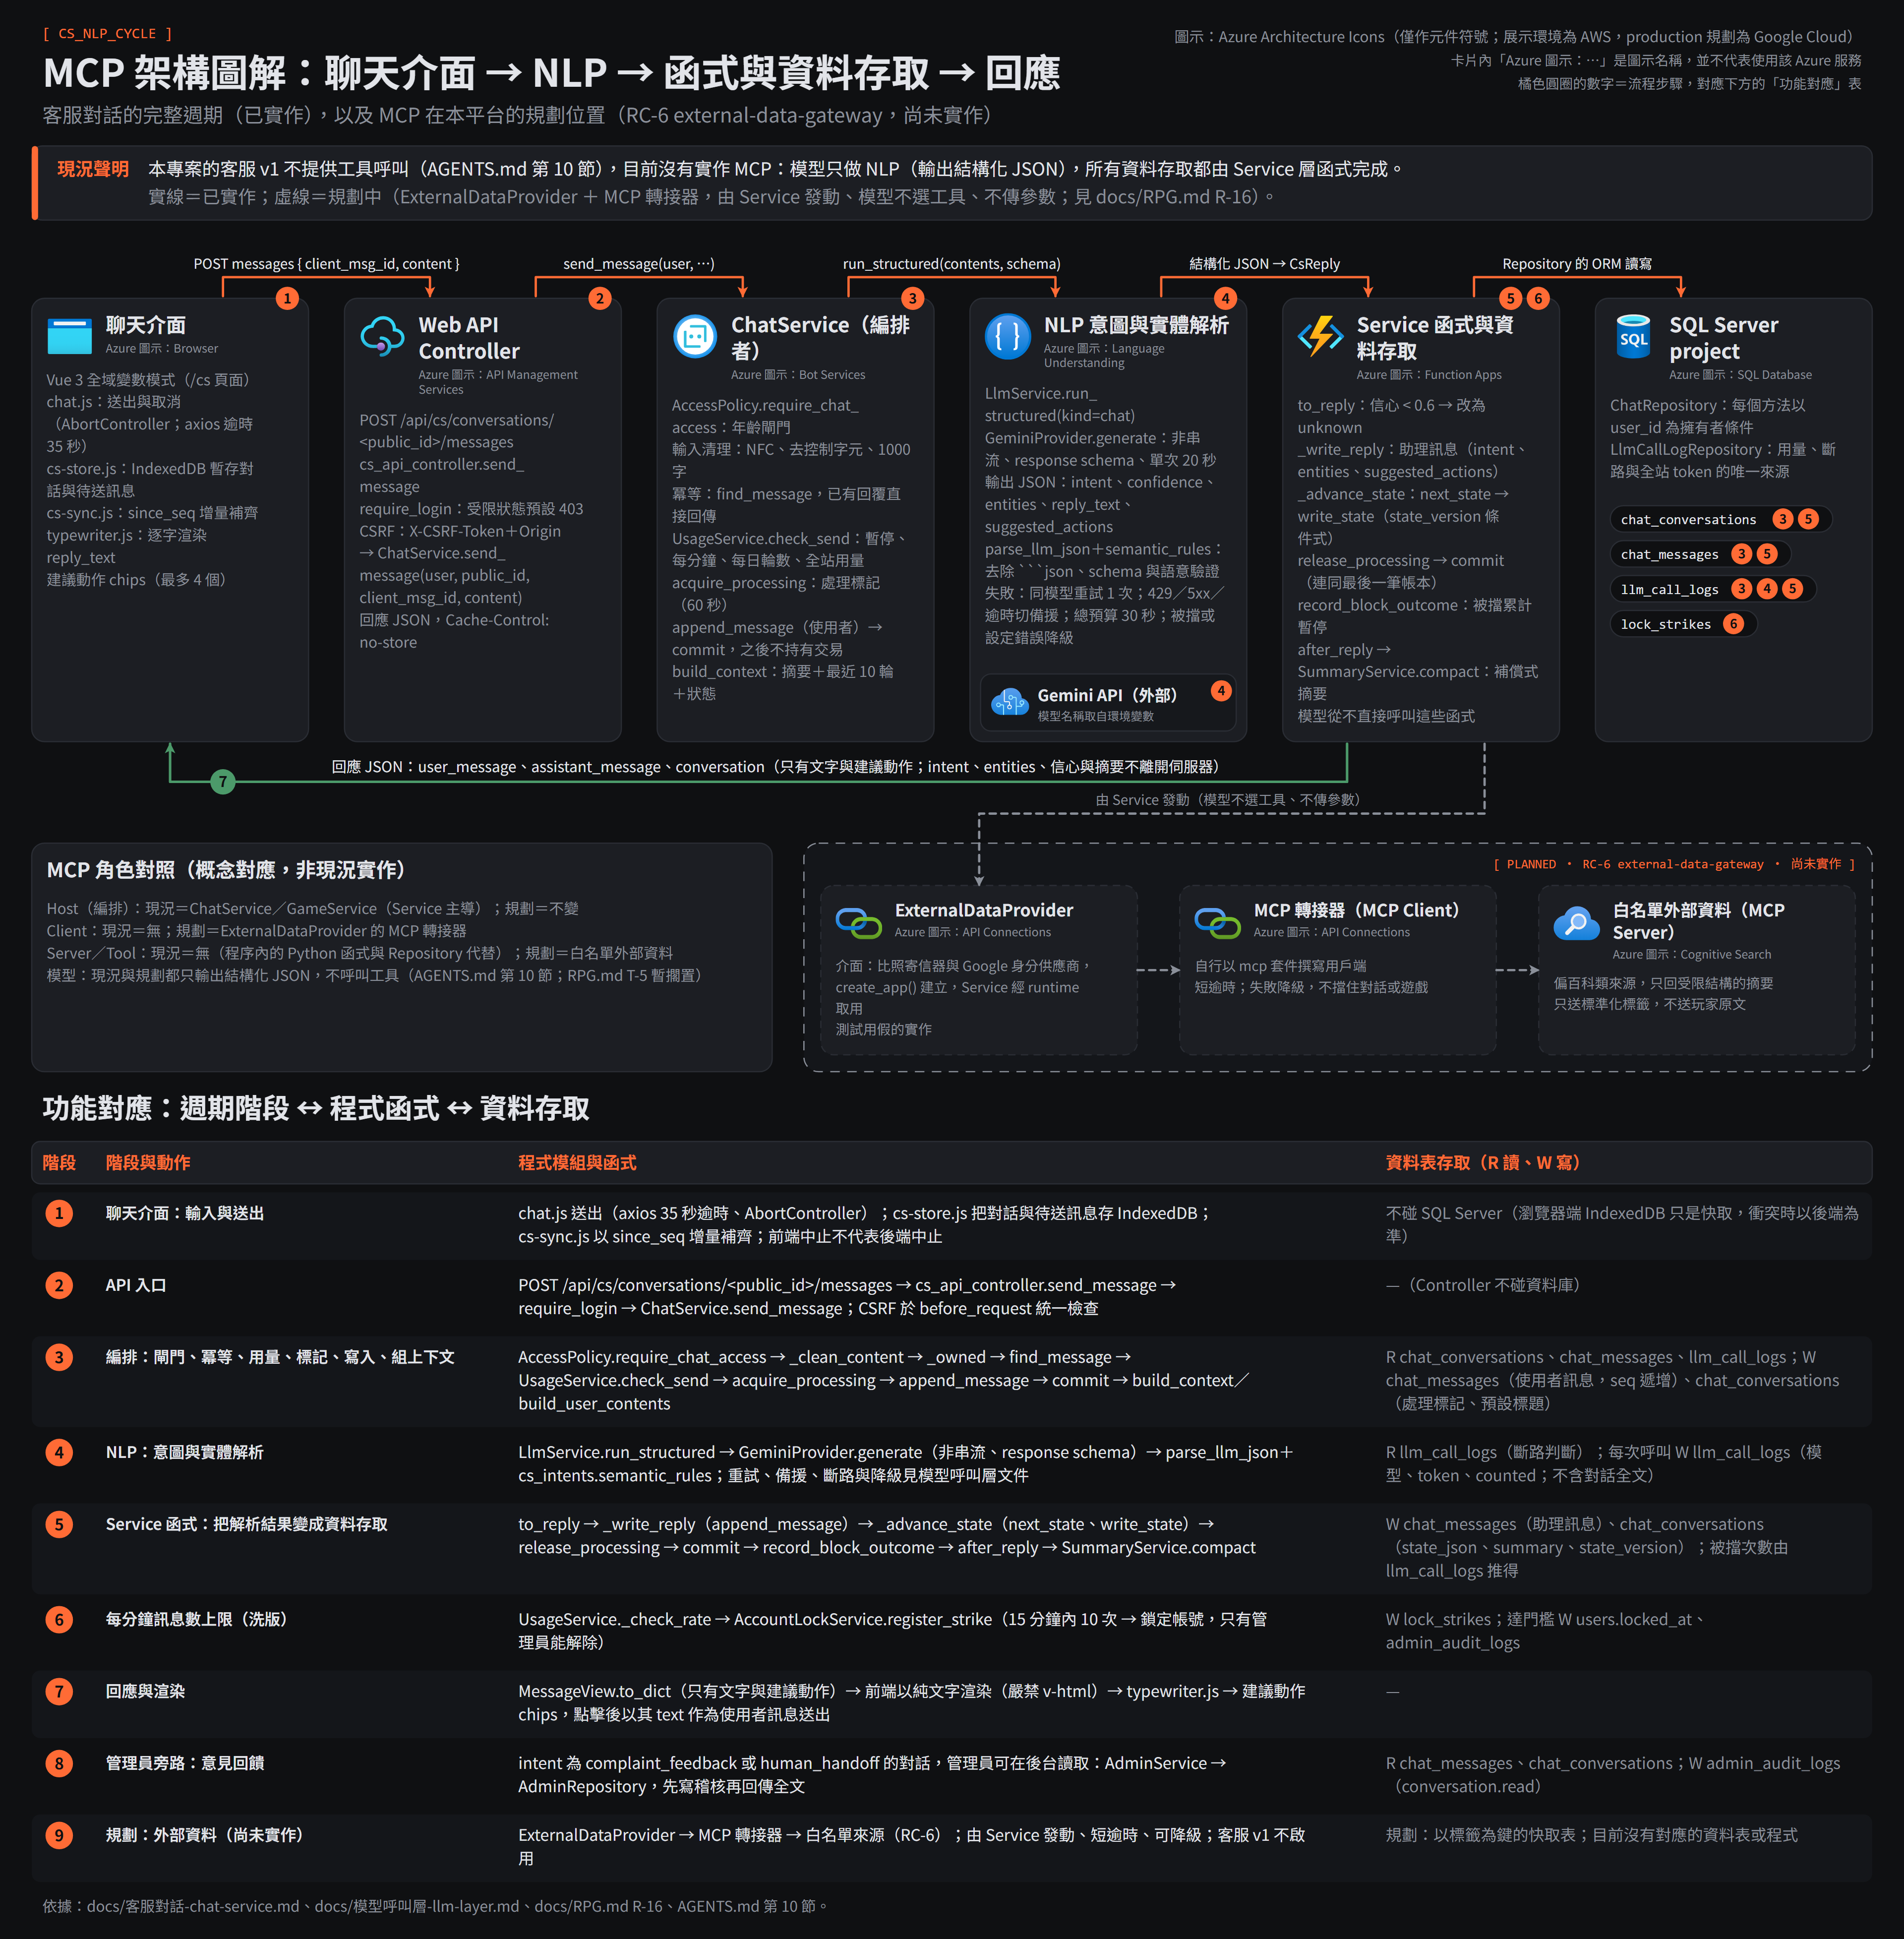 [ CS_NLP_CYCLE ]
MCP 架構圖解：聊天介面 → NLP → 函式與資料存取 → 回應
客服對話的完整週期（已實作），以及 MCP 在本平台的規劃位置（RC-6 external-data-gateway，尚未實作）
圖示：Azure Architecture Icons（僅作元件符號；展示環境為 AWS，production 規劃為 Google Cloud）
卡片內「Azure 圖示：…」是圖示名稱，並不代表使用該 Azure 服務
橘色圓圈的數字＝流程步驟，對應下方的「功能對應」表
現況聲明
本專案的客服 v1 不提供工具呼叫（AGENTS.md 第 10 節），目前沒有實作 MCP：模型只做 NLP（輸出結構化 JSON），所有資料存取都由 Service 層函式完成。
實線＝已實作；虛線＝規劃中（ExternalDataProvider ＋ MCP 轉接器，由 Service 發動、模型不選工具、不傳參數；見 docs/RPG.md R-16）。
POST messages { client_msg_id, content }
send_message(user, …)
run_structured(contents, schema)
結構化 JSON → CsReply
Repository 的 ORM 讀寫
1
聊天介面
Azure 圖示：Browser
Vue 3 全域變數模式（/cs 頁面）
chat.js：送出與取消
（AbortController；axios 逾時
35 秒）
cs-store.js：IndexedDB 暫存對
話與待送訊息
cs-sync.js：since_seq 增量補齊
typewriter.js：逐字渲染
reply_text
建議動作 chips（最多 4 個）
2
Web API
Controller
Azure 圖示：API Management
Services
POST /api/cs/conversations/
<public_id>/messages
cs_api_controller.send_
message
require_login：受限狀態預設 403
CSRF：X-CSRF-Token＋Origin
→ ChatService.send_
message(user, public_id,
client_msg_id, content)
回應 JSON，Cache-Control:
no-store
3
ChatService（編排
者）
Azure 圖示：Bot Services
AccessPolicy.require_chat_
access：年齡閘門
輸入清理：NFC、去控制字元、1000
字
冪等：find_message，已有回覆直
接回傳
UsageService.check_send：暫停、
每分鐘、每日輪數、全站用量
acquire_processing：處理標記
（60 秒）
append_message（使用者）→
commit，之後不持有交易
build_context：摘要＋最近 10 輪
＋狀態
4
NLP 意圖與實體解析
Azure 圖示：Language
Understanding
LlmService.run_
structured(kind=chat)
GeminiProvider.generate：非串
流、response schema、單次 20 秒
輸出 JSON：intent、confidence、
entities、reply_text、
suggested_actions
parse_llm_json＋semantic_rules：
去除 ```json、schema 與語意驗證
失敗：同模型重試 1 次；429／5xx／
逾時切備援；總預算 30 秒；被擋或
設定錯誤降級
Gemini API（外部）
模型名稱取自環境變數
4
5 6
Service 函式與資
料存取
Azure 圖示：Function Apps
to_reply：信心 < 0.6 → 改為
unknown
_write_reply：助理訊息（intent、
entities、suggested_actions）
_advance_state：next_state →
write_state（state_version 條
件式）
release_processing → commit
（連同最後一筆帳本）
record_block_outcome：被擋累計
暫停
after_reply →
SummaryService.compact：補償式
摘要
模型從不直接呼叫這些函式
SQL
SQL Server
project
Azure 圖示：SQL Database
ChatRepository：每個方法以
user_id 為擁有者條件
LlmCallLogRepository：用量、斷
路與全站 token 的唯一來源
chat_conversations 3 5
chat_messages 3 5
llm_call_logs 3 4 5
lock_strikes 6
7
回應 JSON：user_message、assistant_message、conversation（只有文字與建議動作；intent、entities、信心與摘要不離開伺服器）
由 Service 發動（模型不選工具、不傳參數）
MCP 角色對照（概念對應，非現況實作）
Host（編排）：現況＝ChatService／GameService（Service 主導）；規劃＝不變
Client：現況＝無；規劃＝ExternalDataProvider 的 MCP 轉接器
Server／Tool：現況＝無（程序內的 Python 函式與 Repository 代替）；規劃＝白名單外部資料
模型：現況與規劃都只輸出結構化 JSON，不呼叫工具（AGENTS.md 第 10 節；RPG.md T-5 暫擱置）
[ PLANNED · RC-6 external-data-gateway · 尚未實作 ]
ExternalDataProvider
Azure 圖示：API Connections
介面：比照寄信器與 Google 身分供應商，
create_app() 建立，Service 經 runtime
取用
測試用假的實作
MCP 轉接器（MCP Client）
Azure 圖示：API Connections
自行以 mcp 套件撰寫用戶端
短逾時；失敗降級，不擋住對話或遊戲
白名單外部資料（MCP
Server）
Azure 圖示：Cognitive Search
偏百科類來源，只回受限結構的摘要
只送標準化標籤，不送玩家原文
功能對應：週期階段 ↔ 程式函式 ↔ 資料存取
階段 階段與動作 程式模組與函式 資料表存取（R 讀、W 寫）
1 聊天介面：輸入與送出
chat.js 送出（axios 35 秒逾時、AbortController）；cs-store.js 把對話與待送訊息存 IndexedDB；
cs-sync.js 以 since_seq 增量補齊；前端中止不代表後端中止
不碰 SQL Server（瀏覽器端 IndexedDB 只是快取，衝突時以後端為
準）
2 API 入口
POST /api/cs/conversations/<public_id>/messages → cs_api_controller.send_message →
require_login → ChatService.send_message；CSRF 於 before_request 統一檢查
—（Controller 不碰資料庫）
3 編排：閘門、冪等、用量、標記、寫入、組上下文
AccessPolicy.require_chat_access → _clean_content → _owned → find_message →
UsageService.check_send → acquire_processing → append_message → commit → build_context／
build_user_contents
R chat_conversations、chat_messages、llm_call_logs；W
chat_messages（使用者訊息，seq 遞增）、chat_conversations
（處理標記、預設標題）
4 NLP：意圖與實體解析
LlmService.run_structured → GeminiProvider.generate（非串流、response schema）→ parse_llm_json＋
cs_intents.semantic_rules；重試、備援、斷路與降級見模型呼叫層文件
R llm_call_logs（斷路判斷）；每次呼叫 W llm_call_logs（模
型、token、counted；不含對話全文）
5 Service 函式：把解析結果變成資料存取
to_reply → _write_reply（append_message）→ _advance_state（next_state、write_state）→
release_processing → commit → record_block_outcome → after_reply → SummaryService.compact
W chat_messages（助理訊息）、chat_conversations
（state_json、summary、state_version）；被擋次數由
llm_call_logs 推得
6 每分鐘訊息數上限（洗版）
UsageService._check_rate → AccountLockService.register_strike（15 分鐘內 10 次 → 鎖定帳號，只有管
理員能解除）
W lock_strikes；達門檻 W users.locked_at、
admin_audit_logs
7 回應與渲染
MessageView.to_dict（只有文字與建議動作）→ 前端以純文字渲染（嚴禁 v-html）→ typewriter.js → 建議動作
chips，點擊後以其 text 作為使用者訊息送出
—
8 管理員旁路：意見回饋
intent 為 complaint_feedback 或 human_handoff 的對話，管理員可在後台讀取：AdminService →
AdminRepository，先寫稽核再回傳全文
R chat_messages、chat_conversations；W admin_audit_logs
（conversation.read）
9 規劃：外部資料（尚未實作）
ExternalDataProvider → MCP 轉接器 → 白名單來源（RC-6）；由 Service 發動、短逾時、可降級；客服 v1 不啟
用
規劃：以標籤為鍵的快取表；目前沒有對應的資料表或程式
依據：docs/客服對話-chat-service.md、docs/模型呼叫層-llm-layer.md、docs/RPG.md R-16、AGENTS.md 第 10 節。